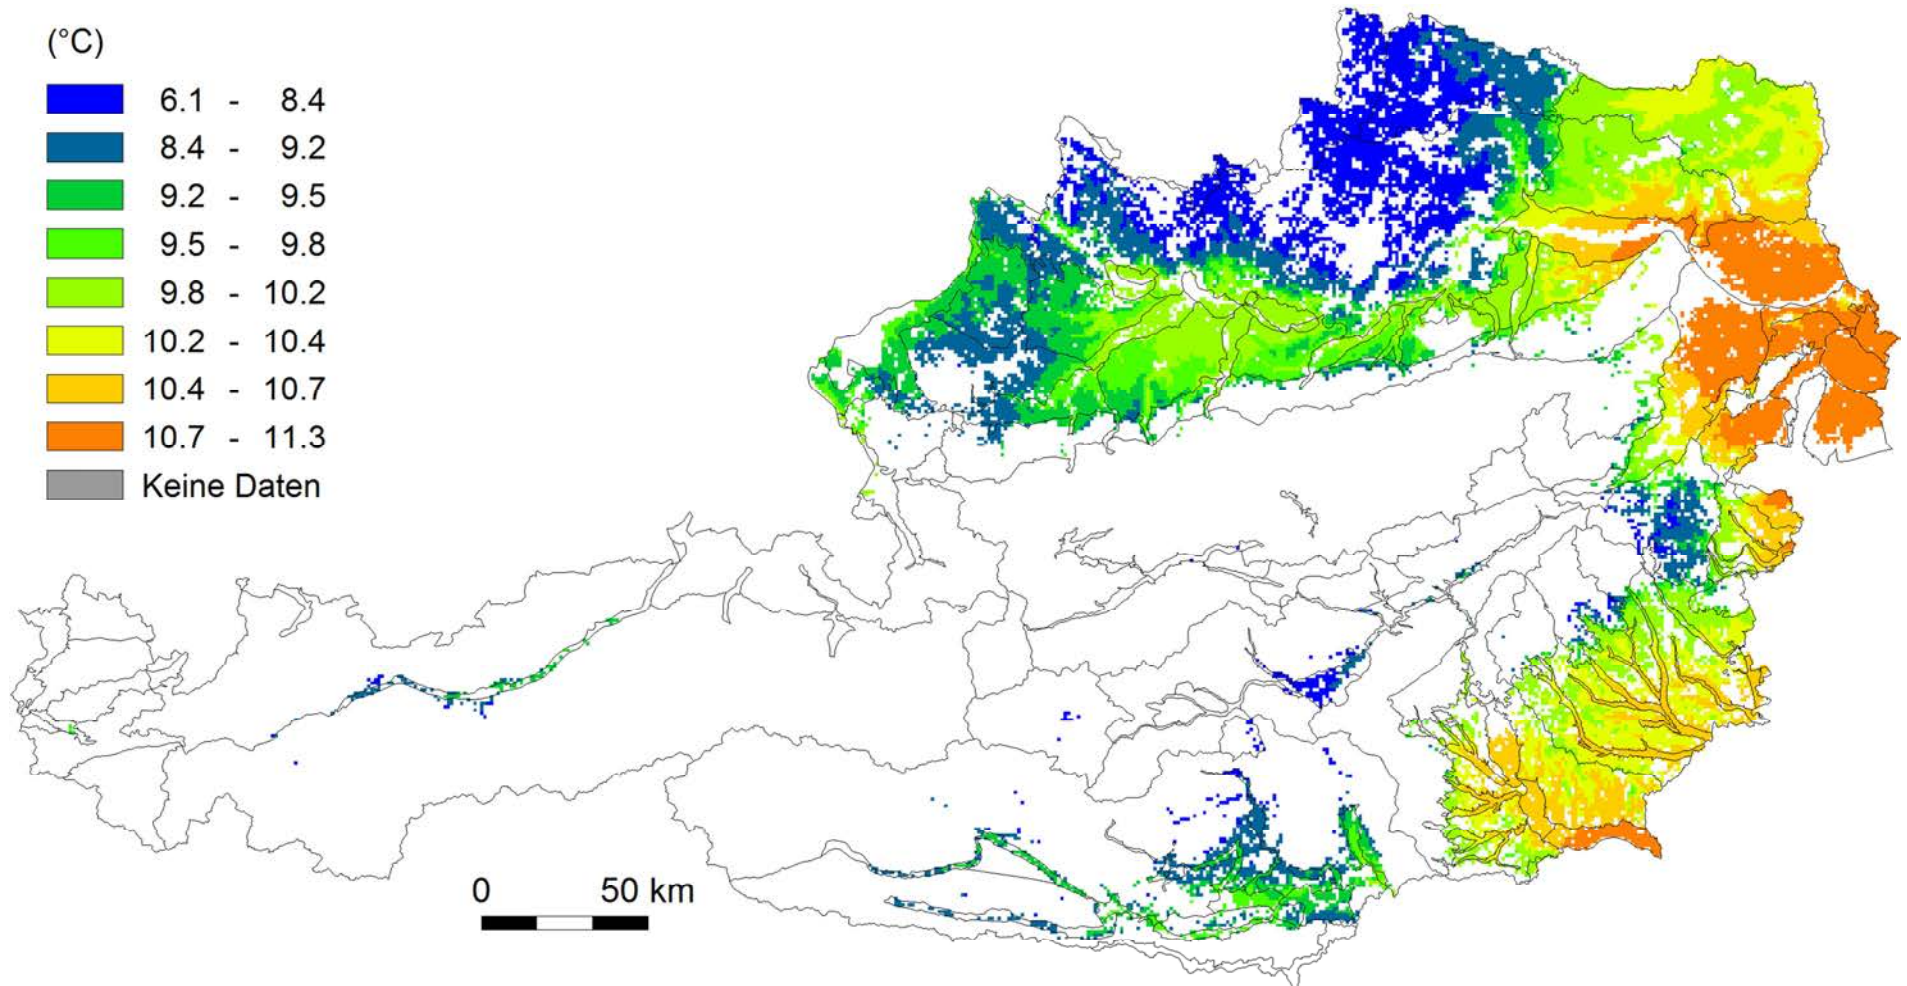 (°C)
6.1 - 8.4
8.4 - 9.2
9.2 - 9.5
9.5 - 9.8
9.8 - 10.2
10.2 - 10.4
10.4 - 10.7
10.7 - 11.3
Keine Daten
0 50 km